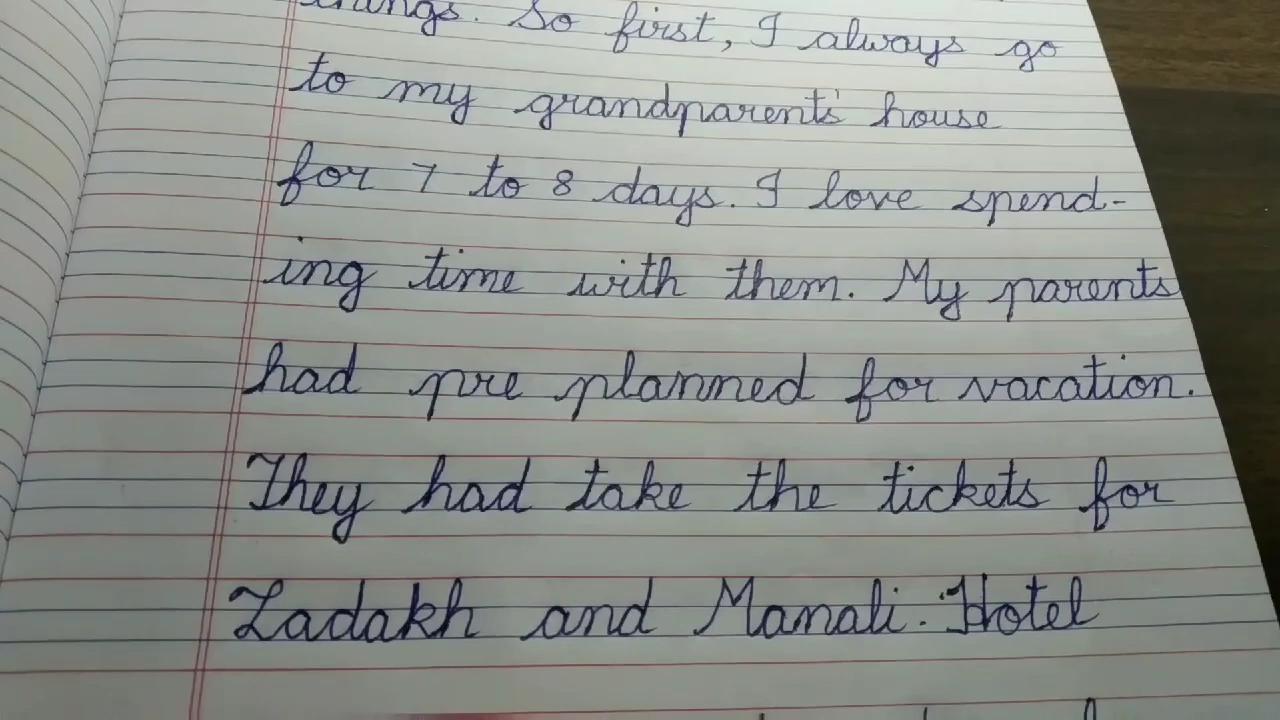 things. So first, I always go
to my grandparents' house
for 7 to 8 days. I love spend-
ing time with them. My parents
had pre planned for vacation.
They had take the tickets for
Ladakh and Manali. Hotel